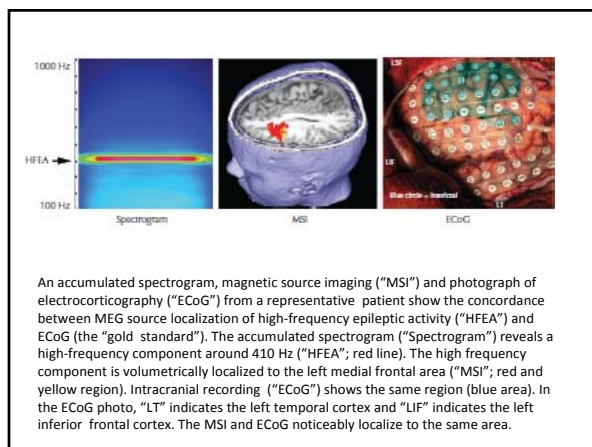 1000 Hz
HFEA
100 Hz
Spectrogram
MSI
LSF
LIF
Blue circle = Interictal
LT
ECoG
An accumulated spectrogram, magnetic source imaging (“MSI”) and photograph of
electrocorticography (“ECoG”) from a representative patient show the concordance
between MEG source localization of high-frequency epileptic activity (“HFEA”) and
ECoG (the “gold standard”). The accumulated spectrogram (“Spectrogram”) reveals a
high-frequency component around 410 Hz (“HFEA”; red line). The high frequency
component is volumetrically localized to the left medial frontal area (“MSI”; red and
yellow region). Intracranial recording (“ECoG”) shows the same region (blue area). In
the ECoG photo, “LT” indicates the left temporal cortex and “LIF” indicates the left
inferior frontal cortex. The MSI and ECoG noticeably localize to the same area.